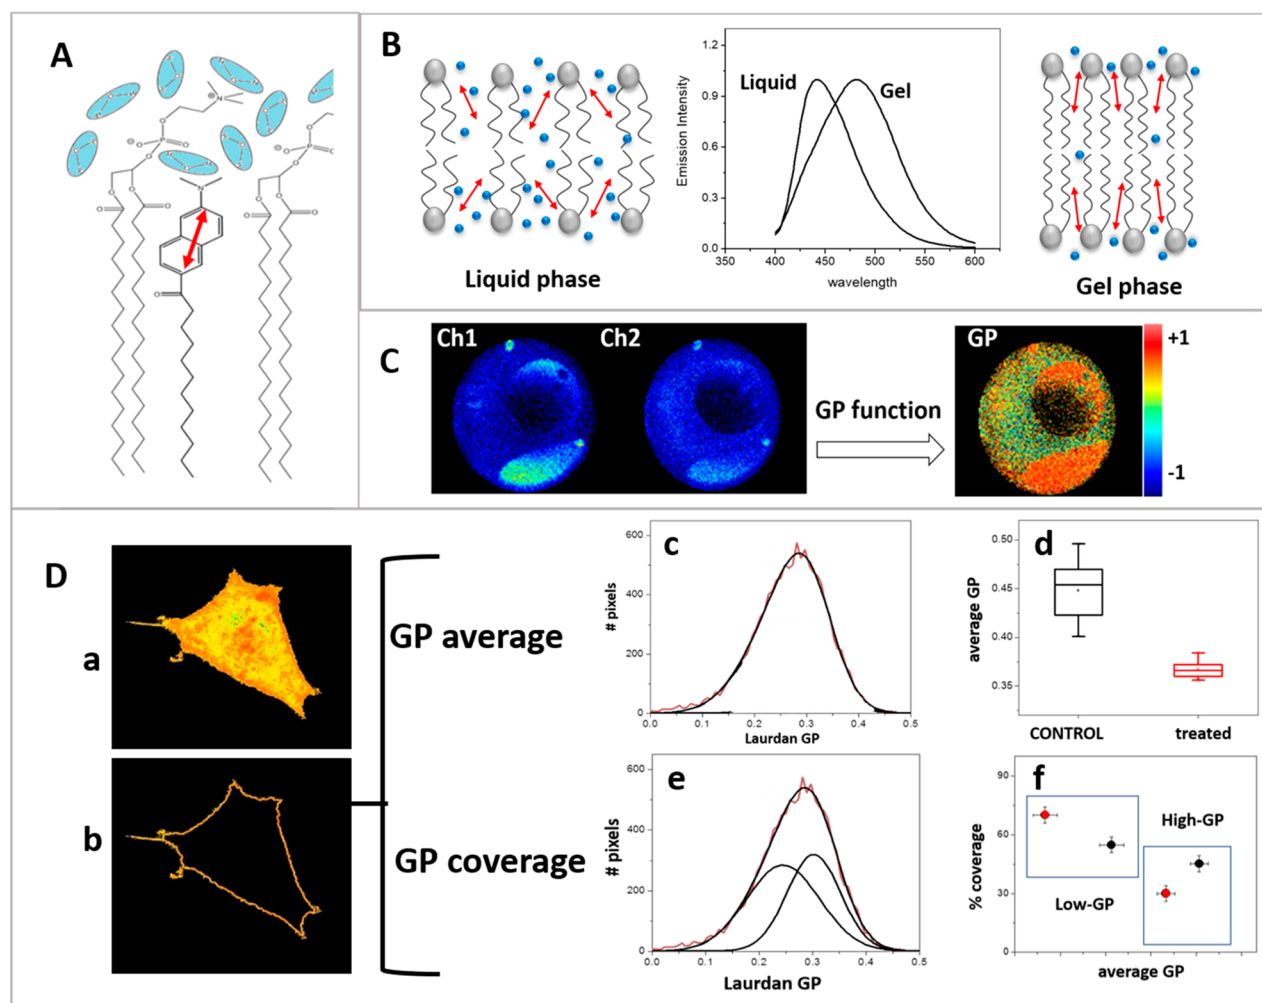 A
N
⊕
O
P
O
⊖
O
O
O
O
O
N
O
P
O
⊖
O
O
O
O
O
B
Liquid phase
1.2
0.9
0.6
0.3
0.0
Emission Intensity
Liquid
Gel
350 400 450 500 550 600
wavelength
Gel phase
C
Ch1
Ch2
GP function
GP
+1
-1
D
a
b
GP average
GP coverage
c
600
400
200
0
# pixels
0.0 0.1 0.2 0.3 0.4 0.5
Laurdan GP
d
0.50
0.45
0.40
0.35
average GP
CONTROL treated
e
600
400
200
0
# pixels
0.0 0.1 0.2 0.3 0.4 0.5
Laurdan GP
f
90
60
30
0
% coverage
High-GP
Low-GP
average GP